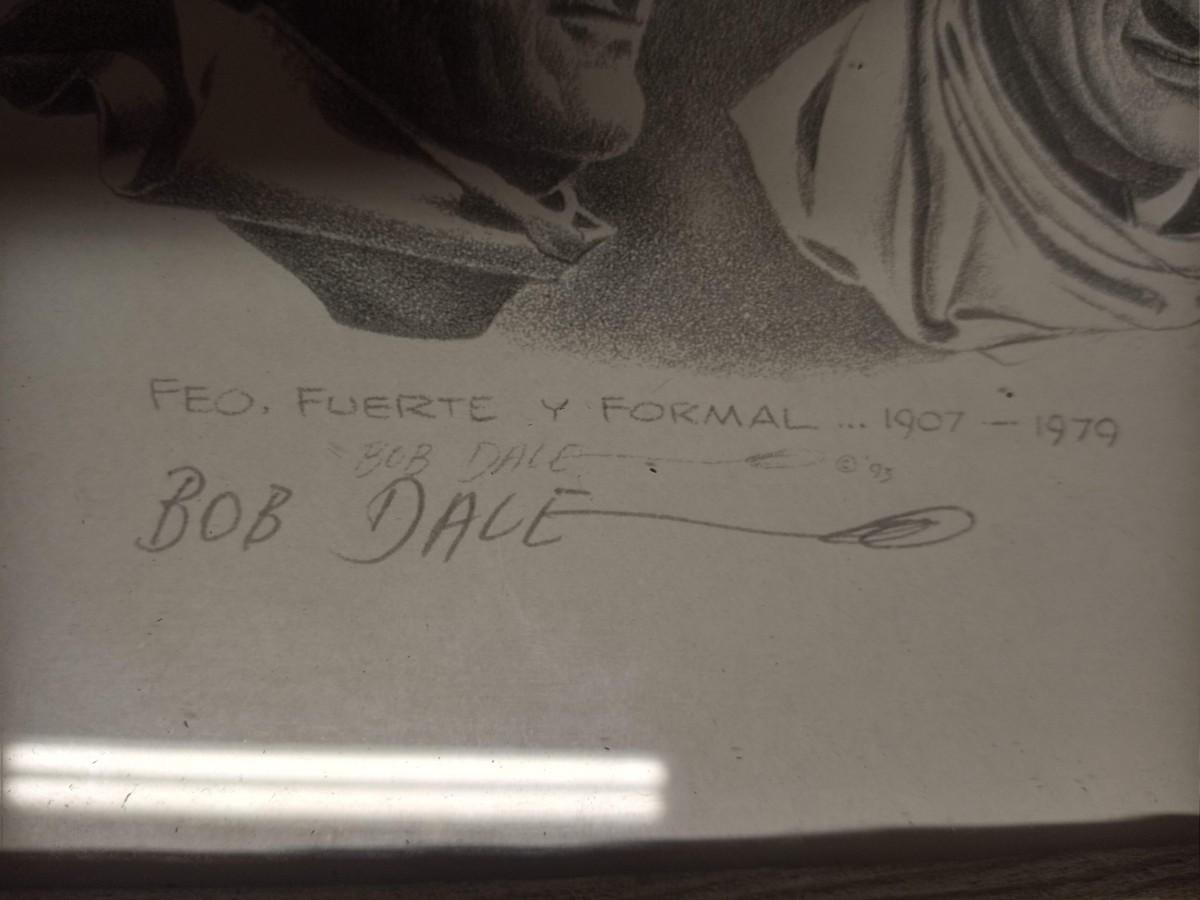 FEO, FUERTE Y FORMAL... 1907 — 1979
BOB DALE © '93
BOB DALE